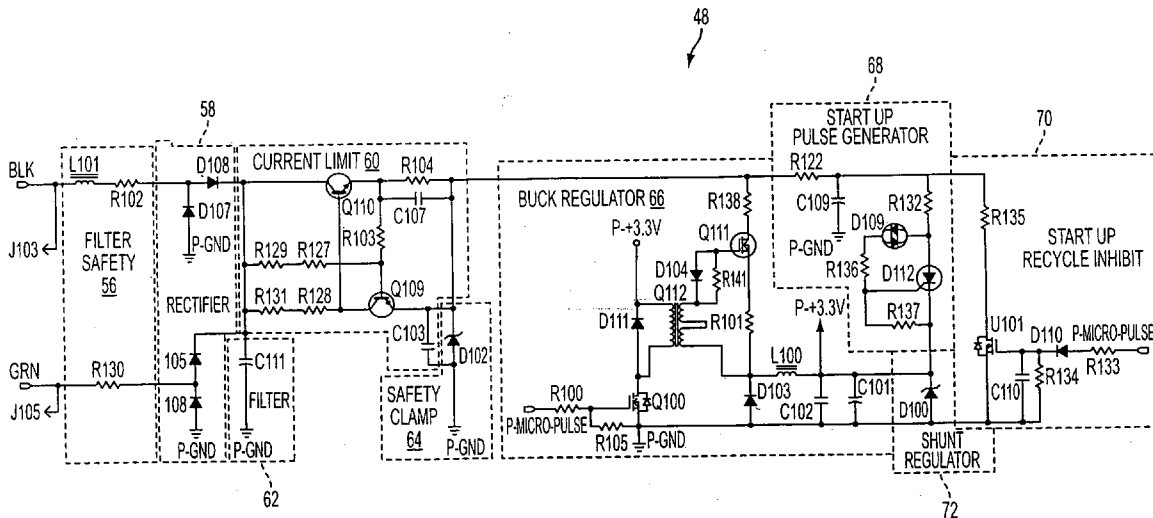 48
68
START UP
PULSE GENERATOR
58
70
BLK
L101
D108
CURRENT LIMIT 60
R104
R122
R102
D107
Q110
C107
BUCK REGULATOR 66
R138
C109
D109
R132
R135
START UP
RECYCLE INHIBIT
J103
P-GND
R103
P-+3.3V
Q111
P-GND
FILTER
SAFETY
56
R129
R127
D104
R141
R136
D112
RECTIFIER
R131
R128
Q109
Q112
P-+3.3V
R137
D111
R101
U101
D110
P-MICRO-PULSE
C103
D102
L100
GRN
105
C111
R130
R133
J105
108
FILTER
SAFETY
CLAMP
64
R100
Q100
D103
C102
C101
D100
C110
R134
P-MICRO-PULSE
R105
P-GND
P-GND
P-GND
P-GND
SHUNT
REGULATOR
62
72